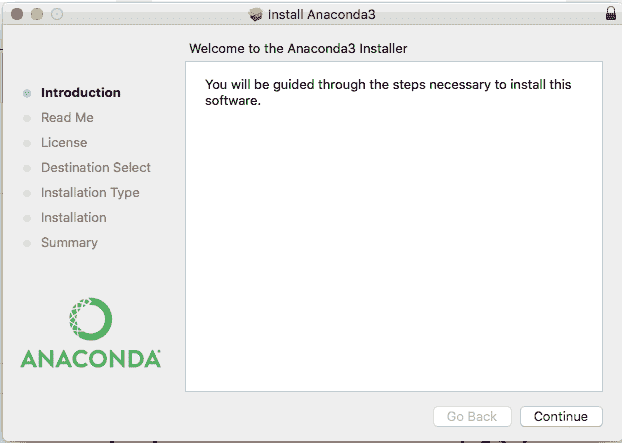 Install Anaconda3
Welcome to the Anaconda3 Installer
Introduction
Read Me
License
Destination Select
Installation Type
Installation
Summary
You will be guided through the steps necessary to install this
software.
ANACONDA
Go Back
Continue